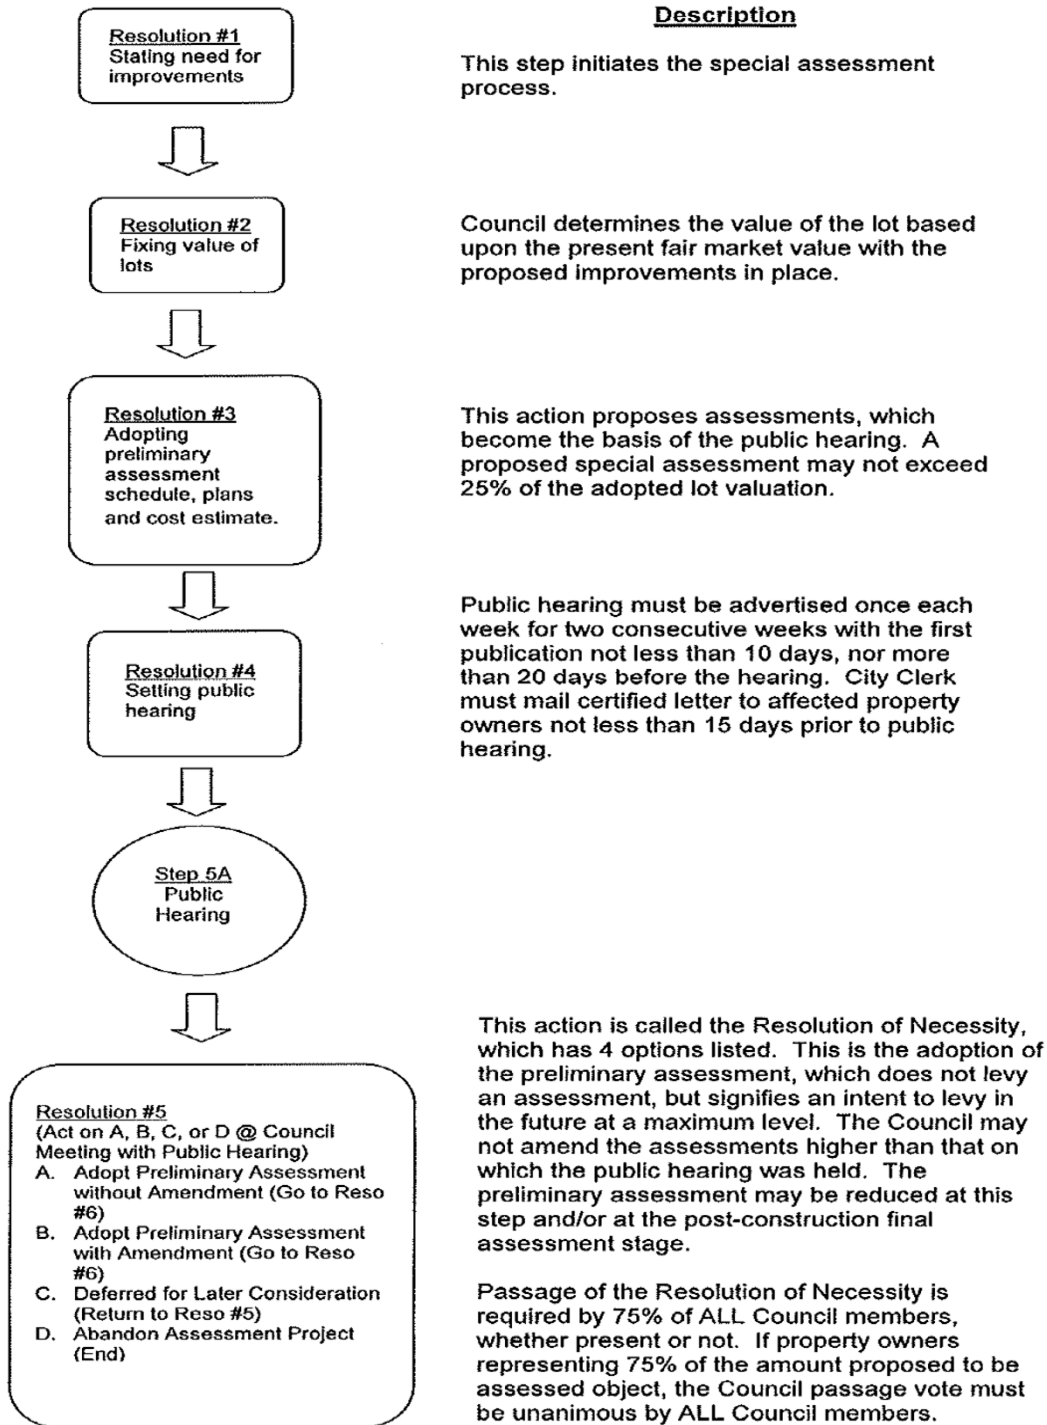 Description
Resolution #1
Stating need for
improvements
This step initiates the special assessment
process.
Resolution #2
Fixing value of
lots
Council determines the value of the lot based
upon the present fair market value with the
proposed improvements in place.
Resolution #3
Adopting
preliminary
assessment
schedule, plans
and cost estimate.
This action proposes assessments, which
become the basis of the public hearing. A
proposed special assessment may not exceed
25% of the adopted lot valuation.
Resolution #4
Setting public
hearing
Public hearing must be advertised once each
week for two consecutive weeks with the first
publication not less than 10 days, nor more
than 20 days before the hearing. City Clerk
must mail certified letter to affected property
owners not less than 15 days prior to public
hearing.
Step 5A
Public
Hearing
Resolution #5
(Act on A, B, C, or D @ Council
Meeting with Public Hearing)
A. Adopt Preliminary Assessment
without Amendment (Go to Reso
#6)
B. Adopt Preliminary Assessment
with Amendment (Go to Reso
#6)
C. Deferred for Later Consideration
(Return to Reso #5)
D. Abandon Assessment Project
(End)
This action is called the Resolution of Necessity,
which has 4 options listed. This is the adoption of
the preliminary assessment, which does not levy
an assessment, but signifies an intent to levy in
the future at a maximum level. The Council may
not amend the assessments higher than that on
which the public hearing was held. The
preliminary assessment may be reduced at this
step and/or at the post-construction final
assessment stage.
Passage of the Resolution of Necessity is
required by 75% of ALL Council members,
whether present or not. If property owners
representing 75% of the amount proposed to be
assessed object, the Council passage vote must
be unanimous by ALL Council members.